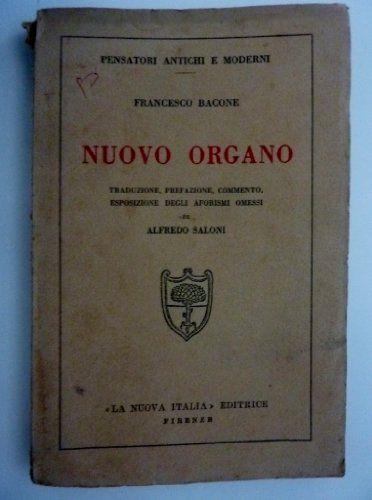 PENSATORI ANTICHI E MODERNI
FRANCESCO BACONE
NUOVO ORGANO
TRADUZIONE, PREFAZIONE, COMMENTO,
ESPOSIZIONE DEGLI AFORISMI OMESSI
DI
ALFREDO SALONI
«LA NUOVA ITALIA» EDITRICE
FIRENZE